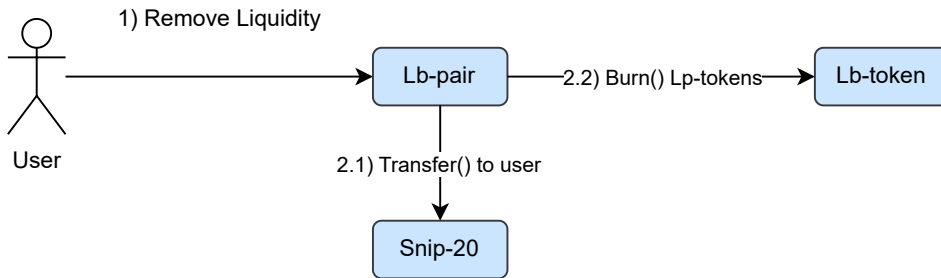 1) Remove Liquidity
User
Lb-pair
2.2) Burn() Lp-tokens
Lb-token
2.1) Transfer() to user
Snip-20